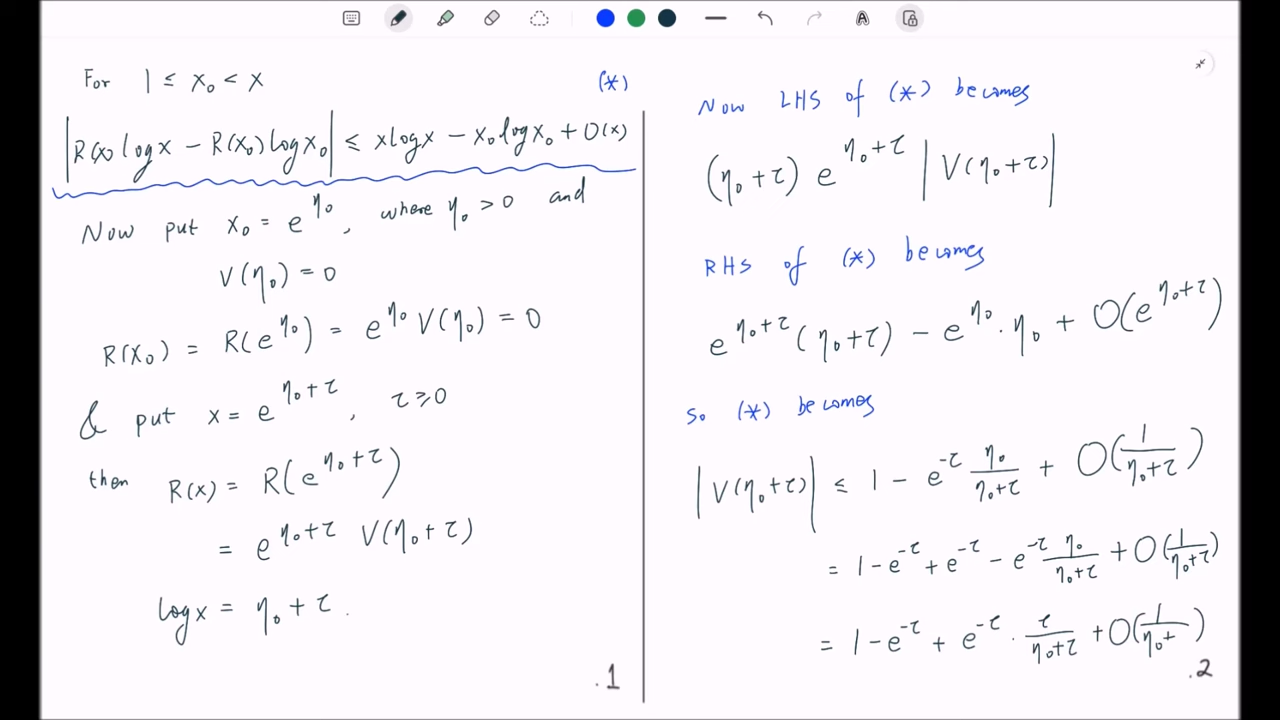 For 1 ≤ x₀ < x (*)
|R(x) log x − R(x₀) log x₀| ≤ x log x − x₀ log x₀ + O(x)
Now put x₀ = e^{η₀}, where η₀ > 0 and
V(η₀) = 0
R(x₀) = R(e^{η₀}) = e^{η₀} V(η₀) = 0
& put x = e^{η₀+τ}, τ ≥ 0
then R(x) = R(e^{η₀+τ})
= e^{η₀+τ} V(η₀+τ)
log x = η₀ + τ.
.1
Now LHS of (*) becomes
(η₀+τ) e^{η₀+τ} |V(η₀+τ)|
RHS of (*) becomes
e^{η₀+τ} (η₀+τ) − e^{η₀} · η₀ + O(e^{η₀+τ})
So (*) becomes
|V(η₀+τ)| ≤ 1 − e^{-τ} η₀/(η₀+τ) + O(1/(η₀+τ))
= 1 − e^{-τ} + e^{-τ} − e^{-τ} η₀/(η₀+τ) + O(1/(η₀+τ))
= 1 − e^{-τ} + e^{-τ} · τ/(η₀+τ) + O(1/(η₀+ )
.2